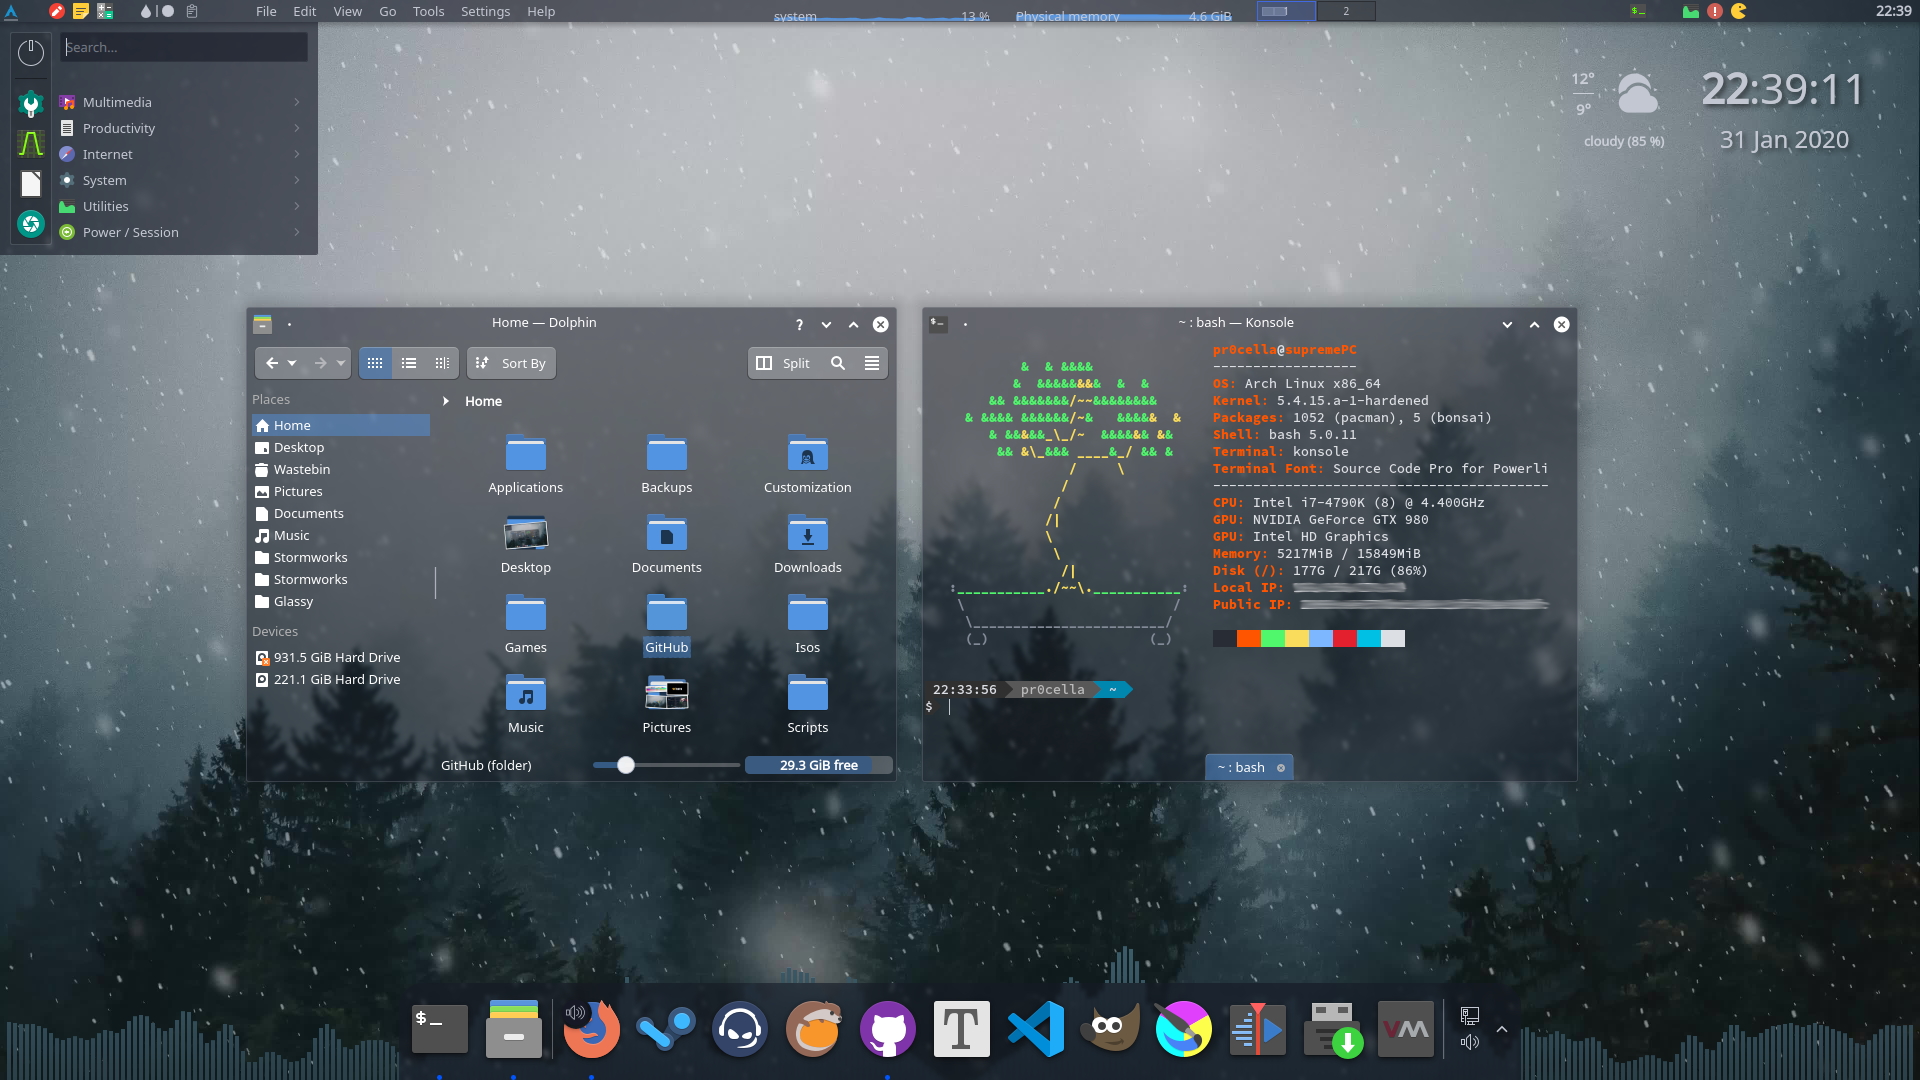 File Edit View Go Tools Settings Help
system 13 % Physical memory 4.6 GiB
1 2
22:39
Search...
Multimedia
Productivity
Internet
System
Utilities
Power / Session
12°
9°
cloudy (85 %)
22:39:11
31 Jan 2020
Home — Dolphin
?
Sort By
Split
Places
Home
Desktop
Wastebin
Pictures
Documents
Music
Stormworks
Stormworks
Glassy
Devices
931.5 GiB Hard Drive
221.1 GiB Hard Drive
Home
Applications Backups Customization
Desktop Documents Downloads
Games GitHub Isos
Music Pictures Scripts
GitHub (folder)
29.3 GiB free
~ : bash — Konsole
& & &&&&
& &&&&&&&& & &
&& &&&&&&&/~~&&&&&&&&
& &&&& &&&&&&/~& &&&&& &
& &&&&&_\_/~ &&&&&& &&
&& &\_&&& ____&_/ && &
/ \
/
/
/|
\
\
/|
:___________./~~\.___________:
\ /
\________________________/
(_) (_)
pr0cella@supremePC
------------------
OS: Arch Linux x86_64
Kernel: 5.4.15.a-1-hardened
Packages: 1052 (pacman), 5 (bonsai)
Shell: bash 5.0.11
Terminal: konsole
Terminal Font: Source Code Pro for Powerli
------------------------------------------
CPU: Intel i7-4790K (8) @ 4.400GHz
GPU: NVIDIA GeForce GTX 980
GPU: Intel HD Graphics
Memory: 5217MiB / 15849MiB
Disk (/): 177G / 217G (86%)
Local IP:
Public IP:
22:33:56 pr0cella ~
$
~ : bash
$_
T
VM